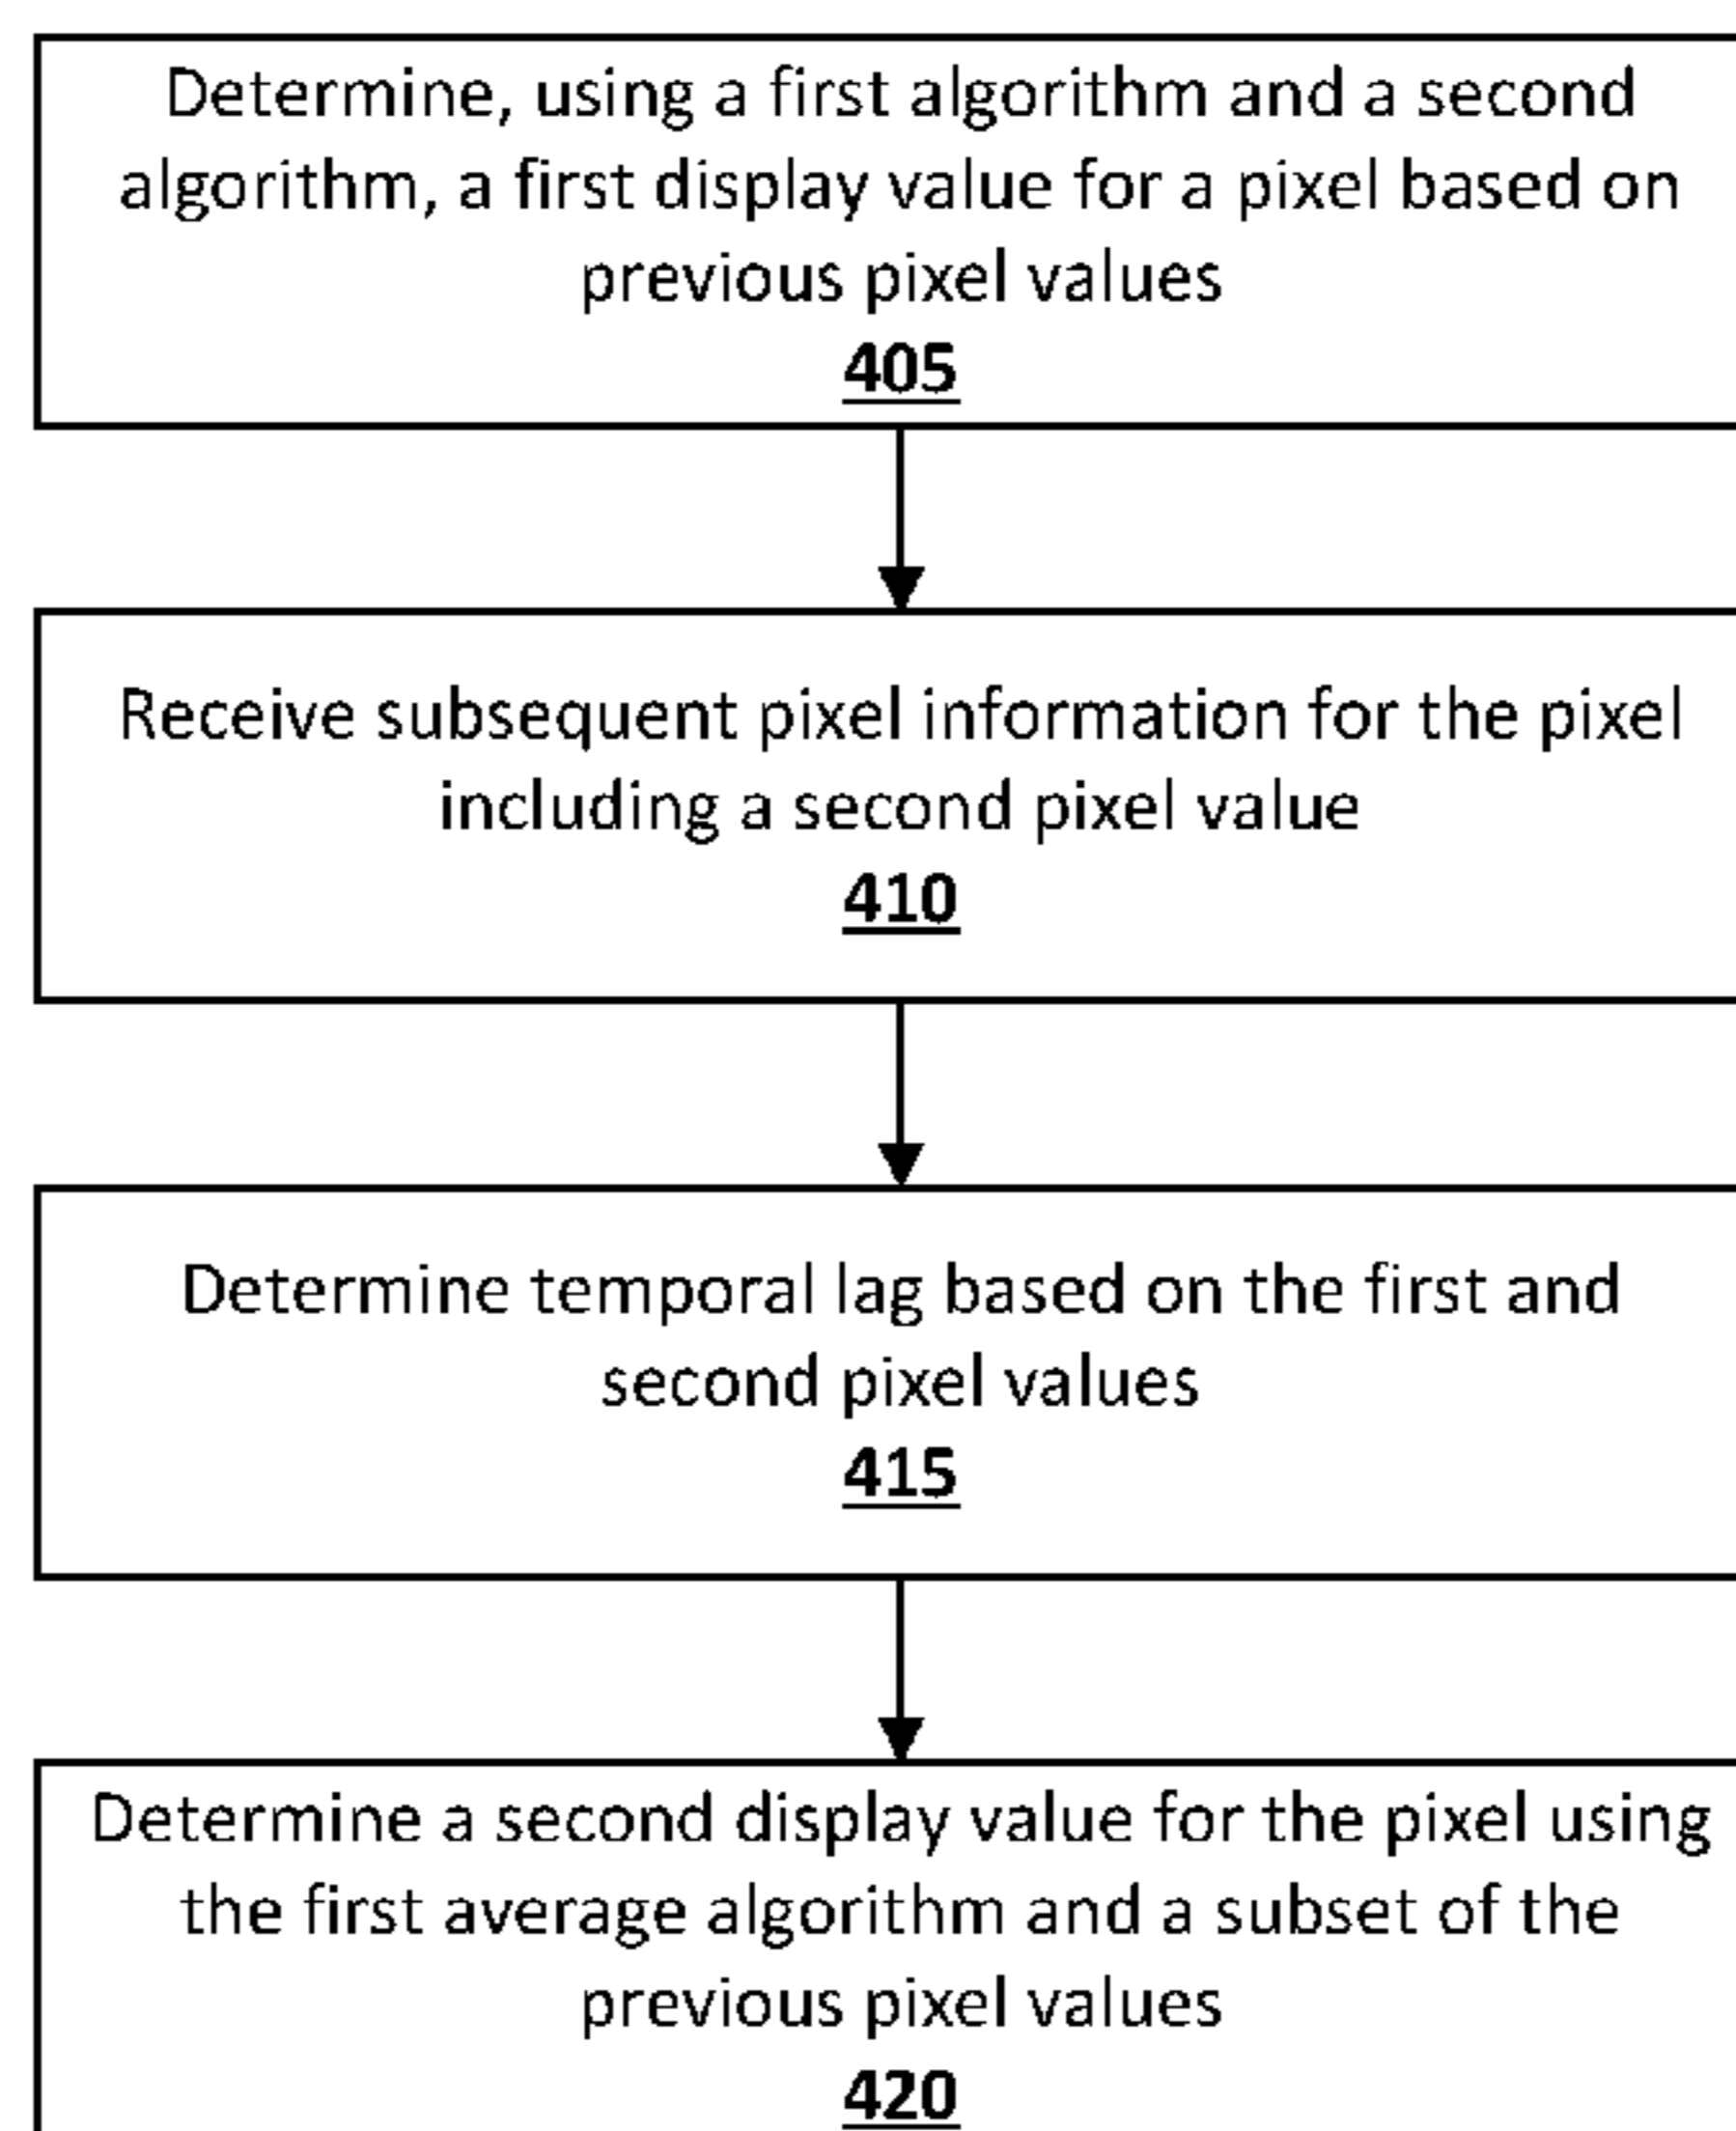 Determine, using a first algorithm and a second
algorithm, a first display value for a pixel based on
previous pixel values
405
Receive subsequent pixel information for the pixel
including a second pixel value
410
Determine temporal lag based on the first and
second pixel values
415
Determine a second display value for the pixel using
the first average algorithm and a subset of the
previous pixel values
420